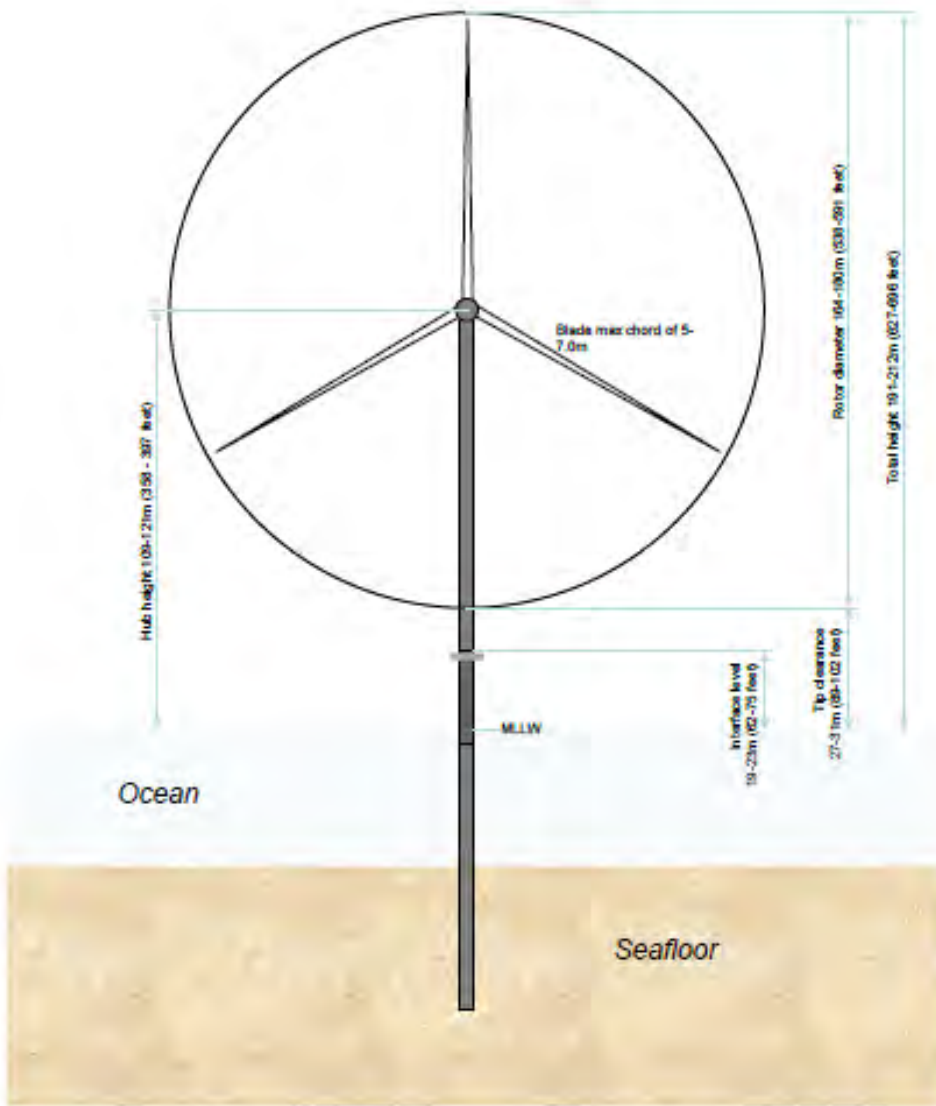 Blade max chord of 5-
7.0m
Rotor diameter 164-180m (538-591 feet)
Total height 191-212m (627-696 feet)
Hub height 109-121m (358 - 397 feet)
Interface level
19-23m (62-75 feet)
Tip clearance
27-31m (89-102 feet)
MLLW
Ocean
Seafloor